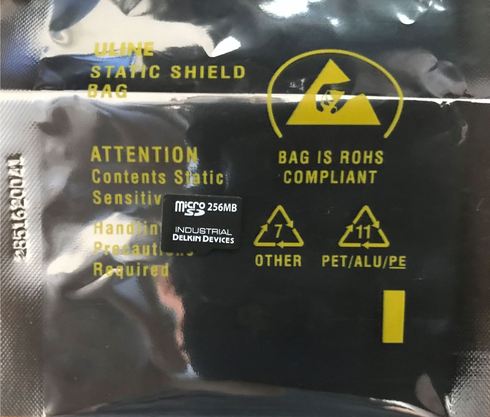 ULINE
STATIC SHIELD
BAG
ATTENTION
Contents Static
Sensitiv
Handlin
Precautions
Required
BAG IS ROHS
COMPLIANT
7
OTHER
11
PET/ALU/PE
Micro SD 256MB
INDUSTRIAL
DELKIN DEVICES